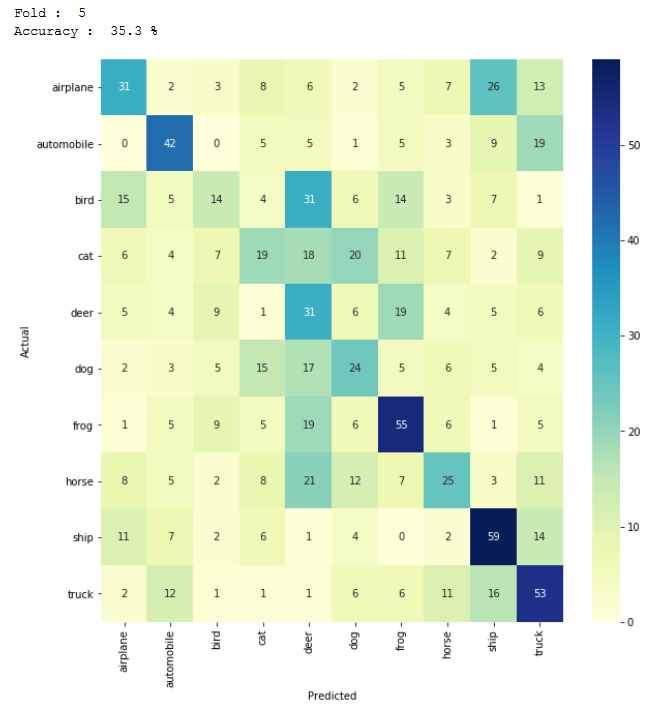 Fold :  5
Accuracy :  35.3 %
airplane 31 2 3 8 6 2 5 7 26 13
automobile 0 42 0 5 5 1 5 3 9 19
bird 15 5 14 4 31 6 14 3 7 1
cat 6 4 7 19 18 20 11 7 2 9
deer 5 4 9 1 31 6 19 4 5 6
dog 2 3 5 15 17 24 5 6 5 4
frog 1 5 9 5 19 6 55 6 1 5
horse 8 5 2 8 21 12 7 25 3 11
ship 11 7 2 6 1 4 0 2 59 14
truck 2 12 1 1 1 6 6 11 16 53
airplane automobile bird cat deer dog frog horse ship truck
Actual
Predicted
50
40
30
20
10
0